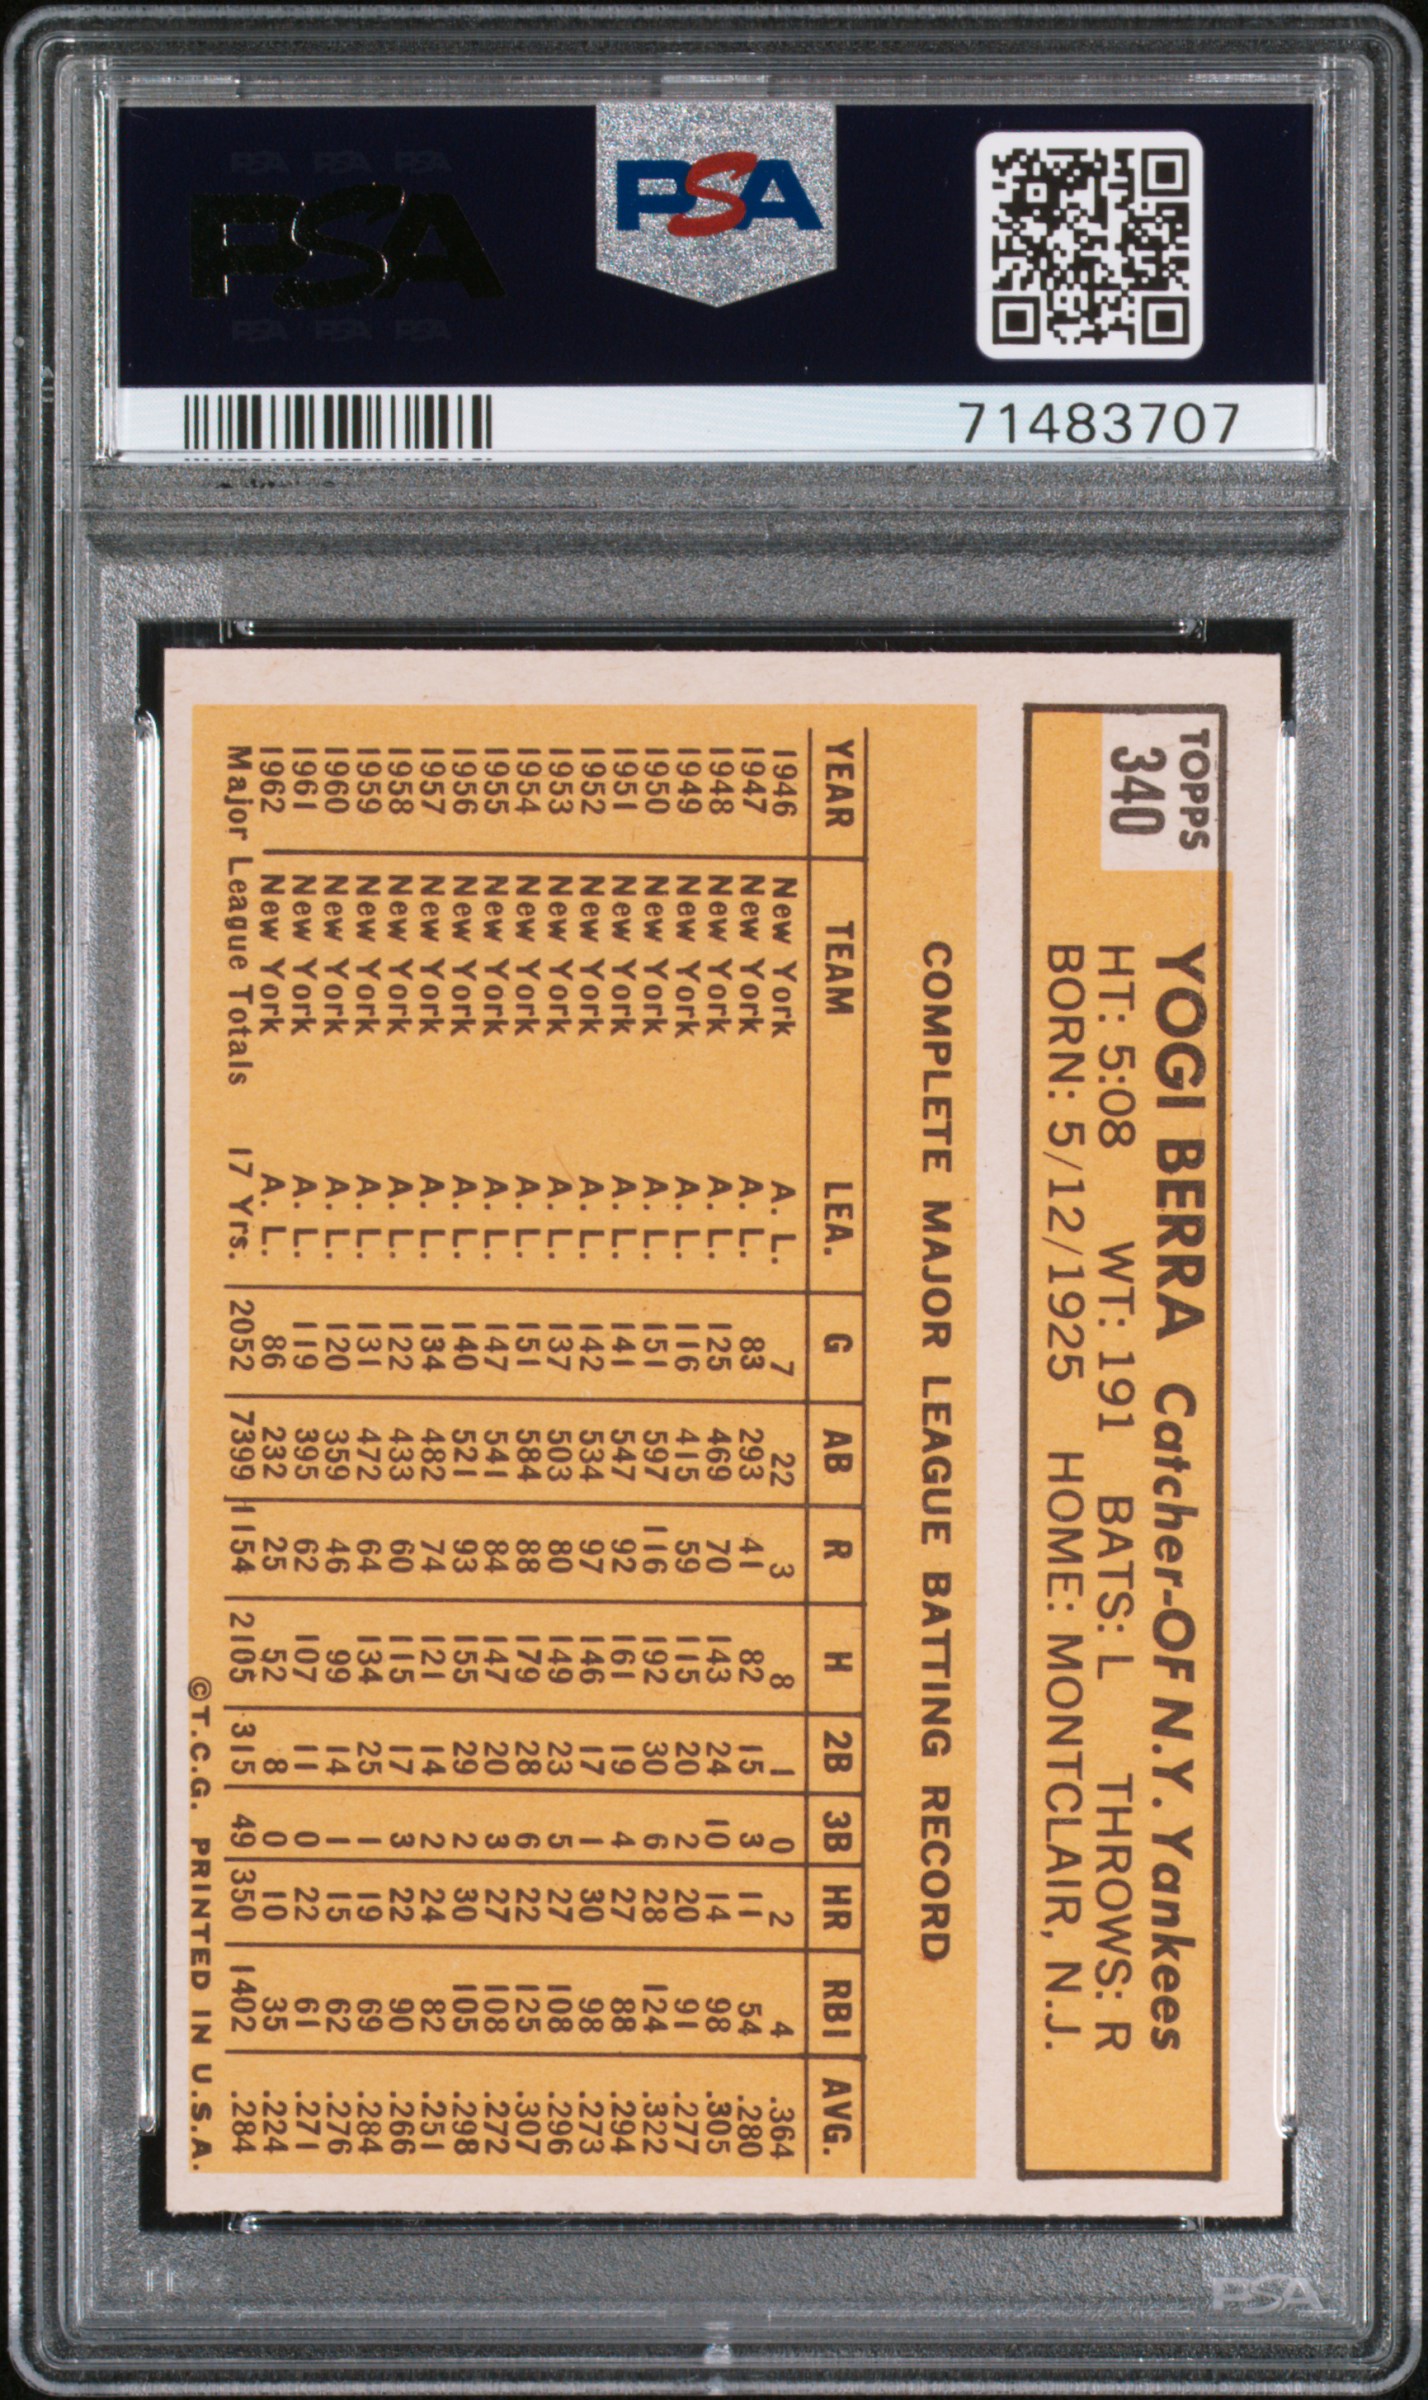 PSA PSA PSA
PSA
PSA PSA PSA
PSA
71483707
TOPPS
340
YOGI BERRA Catcher-OF N.Y. Yankees
HT: 5:08 WT: 191 BATS: L THROWS: R
BORN: 5/12/1925 HOME: MONTCLAIR, N.J.
COMPLETE MAJOR LEAGUE BATTING RECORD
YEAR TEAM LEA. G AB R H 2B 3B HR RBI AVG.
1946 New York A. L. 7 22 3 8 1 0 2 4 .364
1947 New York A. L. 83 293 41 82 15 3 11 54 .280
1948 New York A. L. 125 469 70 143 24 10 14 98 .305
1949 New York A. L. 116 415 59 115 20 2 20 91 .277
1950 New York A. L. 151 597 116 192 30 6 28 124 .322
1951 New York A. L. 141 547 92 161 19 4 27 88 .294
1952 New York A. L. 142 534 97 146 17 1 30 98 .273
1953 New York A. L. 137 503 80 149 23 5 27 108 .296
1954 New York A. L. 151 584 88 179 28 6 22 125 .307
1955 New York A. L. 147 541 84 147 20 3 27 108 .272
1956 New York A. L. 140 521 93 155 29 2 30 105 .298
1957 New York A. L. 134 482 74 121 14 2 24 82 .251
1958 New York A. L. 122 433 60 115 17 3 22 90 .266
1959 New York A. L. 131 472 64 134 25 1 19 69 .284
1960 New York A. L. 120 359 46 99 14 1 15 62 .276
1961 New York A. L. 119 395 62 107 11 0 22 61 .271
1962 New York A. L. 86 232 25 52 8 0 10 35 .224
Major League Totals 17 Yrs. 2052 7399 1154 2105 315 49 350 1402 .284
©T.C.G. PRINTED IN U.S.A.
PSA